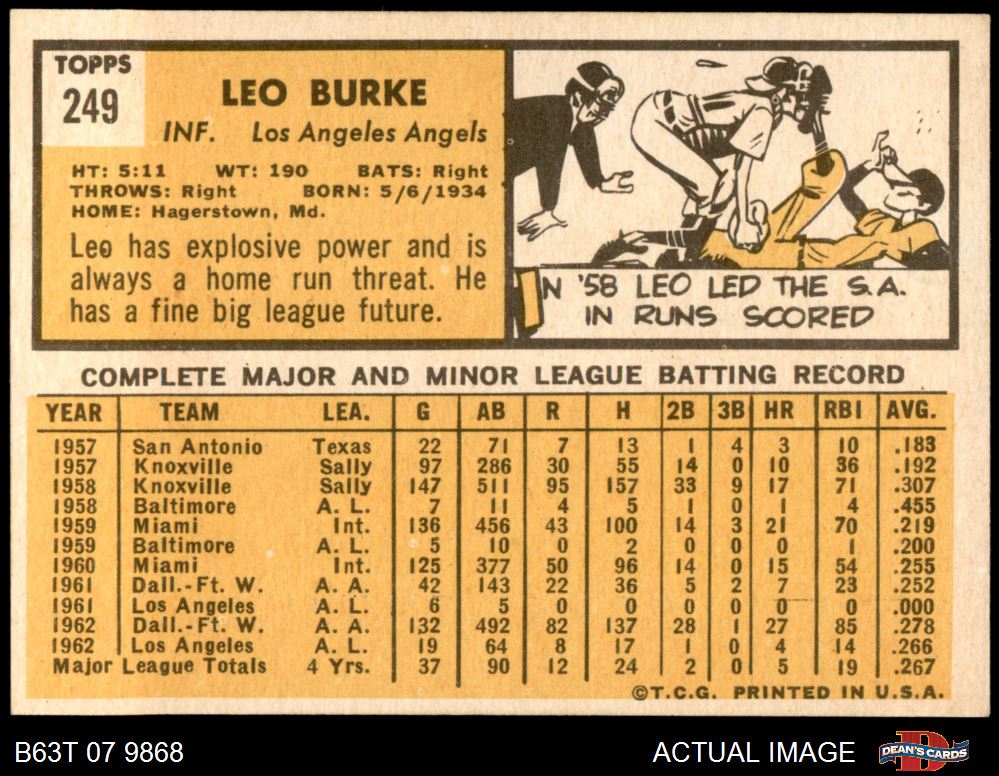 TOPPS
249
LEO BURKE
INF. Los Angeles Angels
HT: 5:11 WT: 190 BATS: Right
THROWS: Right BORN: 5/6/1934
HOME: Hagerstown, Md.
Leo has explosive power and is
always a home run threat. He
has a fine big league future.
IN '58 LEO LED THE S.A.
IN RUNS SCORED
COMPLETE MAJOR AND MINOR LEAGUE BATTING RECORD
YEAR TEAM LEA. G AB R H 2B 3B HR RBI AVG.
1957 San Antonio Texas 22 71 7 13 1 4 3 10 .183
1957 Knoxville Sally 97 286 30 55 14 0 10 36 .192
1958 Knoxville Sally 147 511 95 157 33 9 17 71 .307
1958 Baltimore A. L. 7 11 4 5 1 0 1 4 .455
1959 Miami Int. 136 456 43 100 14 3 21 70 .219
1959 Baltimore A. L. 5 10 0 2 0 0 0 1 .200
1960 Miami Int. 125 377 50 96 14 0 15 54 .255
1961 Dall.-Ft. W. A. A. 42 143 22 36 5 2 7 23 .252
1961 Los Angeles A. L. 6 5 0 0 0 0 0 0 .000
1962 Dall.-Ft. W. A. A. 132 492 82 137 28 1 27 85 .278
1962 Los Angeles A. L. 19 64 8 17 1 0 4 14 .266
Major League Totals 4 Yrs. 37 90 12 24 2 0 5 19 .267
©T.C.G. PRINTED IN U.S.A.
B63T 07 9868 ACTUAL IMAGE DEAN'S CARDS